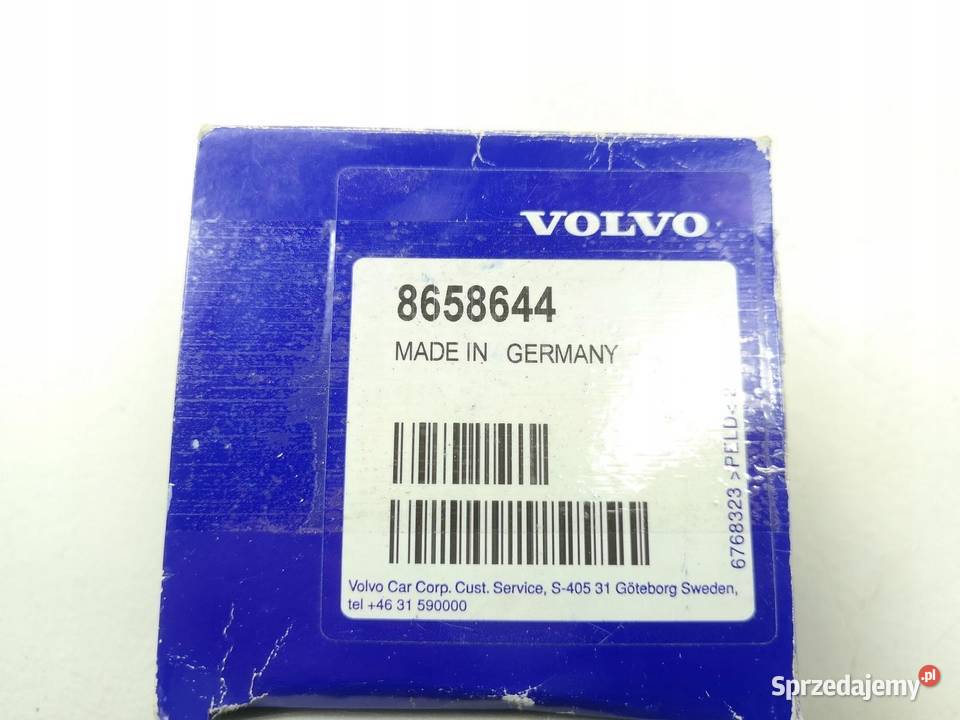 VOLVO
8658644
MADE IN GERMANY
Volvo Car Corp. Cust. Service, S-405 31 Göteborg Sweden,
tel +46 31 590000
6768323 >PELD<
Sprzedajemy.pl